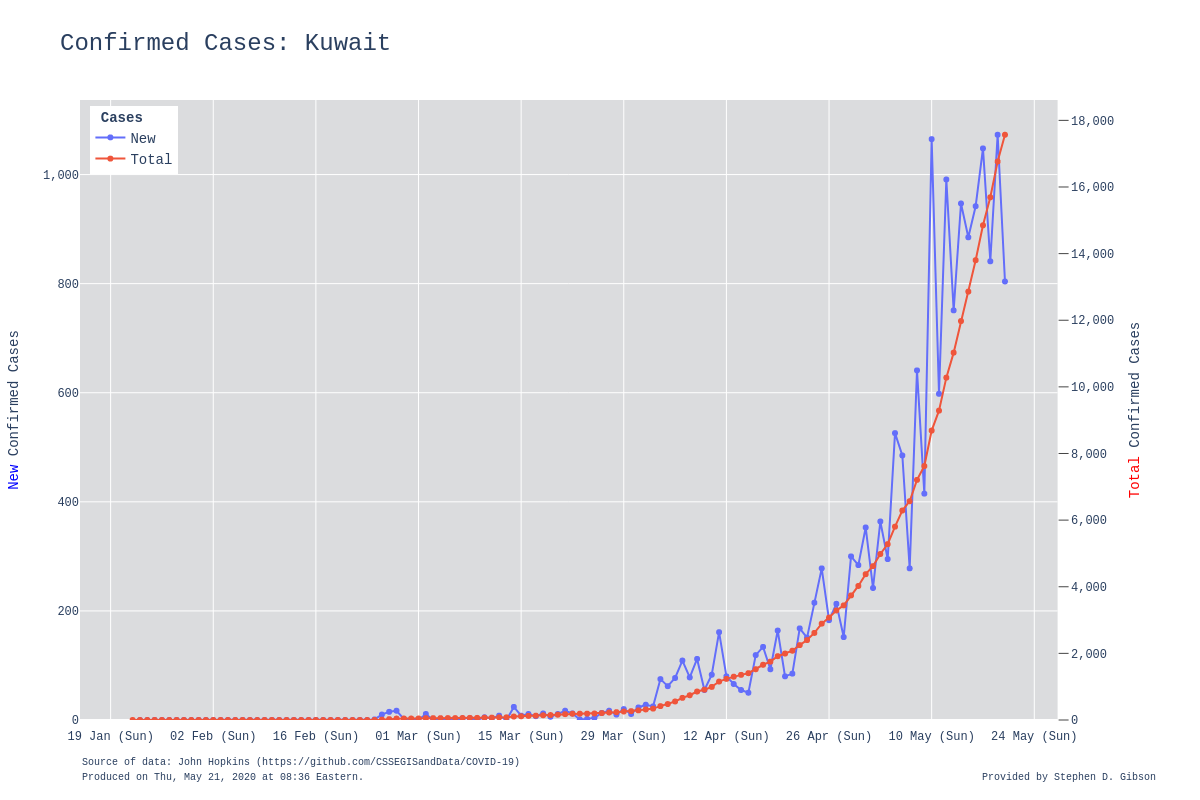 Confirmed Cases: Kuwait
Cases
New
Total
1,000
800
600
400
200
0
18,000
16,000
14,000
12,000
10,000
8,000
6,000
4,000
2,000
0
New Confirmed Cases
Total Confirmed Cases
19 Jan (Sun) 02 Feb (Sun) 16 Feb (Sun) 01 Mar (Sun) 15 Mar (Sun) 29 Mar (Sun) 12 Apr (Sun) 26 Apr (Sun) 10 May (Sun) 24 May (Sun)
Source of data: John Hopkins (https://github.com/CSSEGISandData/COVID-19)
Produced on Thu, May 21, 2020 at 08:36 Eastern.
Provided by Stephen D. Gibson